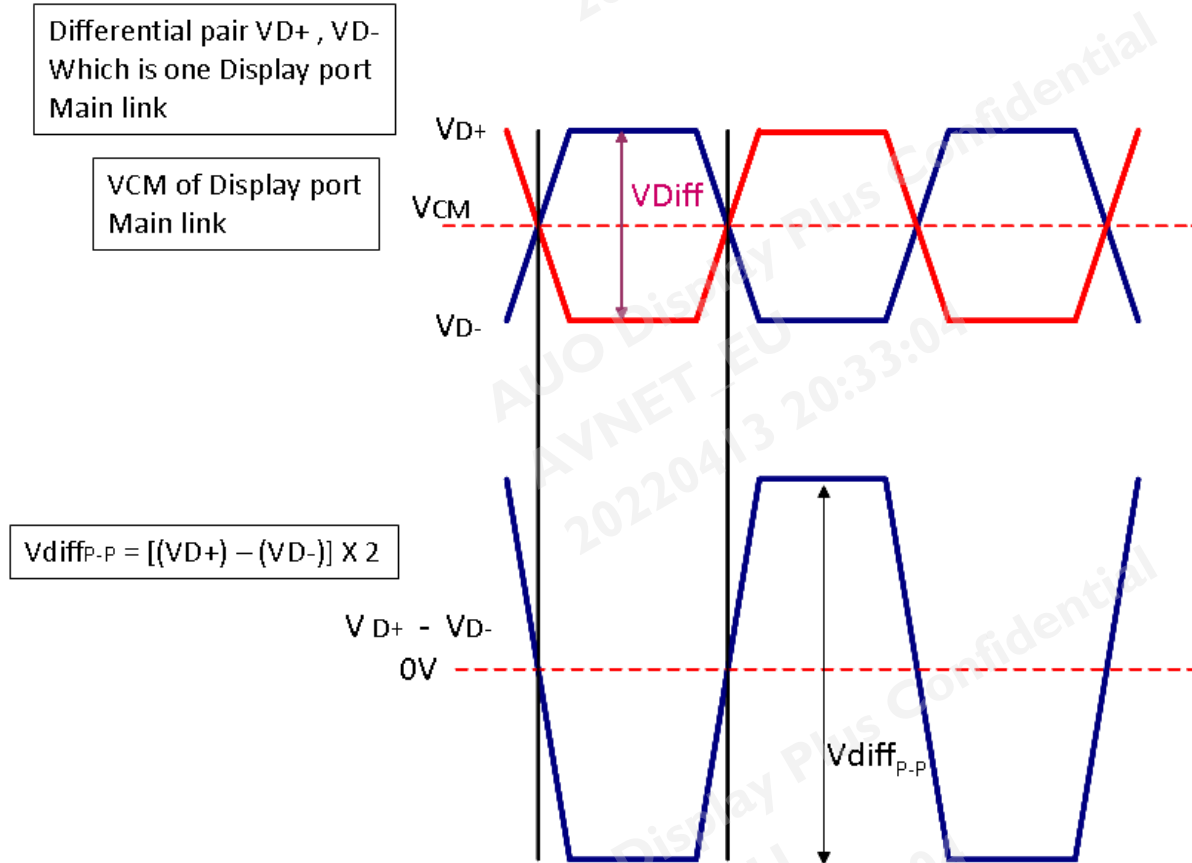 Differential pair VD+ , VD-
Which is one Display port
Main link
VCM of Display port
Main link
VD+
VDiff
VCM
VD-
AUO Display Plus Confidential
AVNET_EU
20220413 20:33:04
VdiffP-P = [(VD+) – (VD-)] X 2
V D+ - VD-
0V
VdiffP-P
Display Plus Confidential